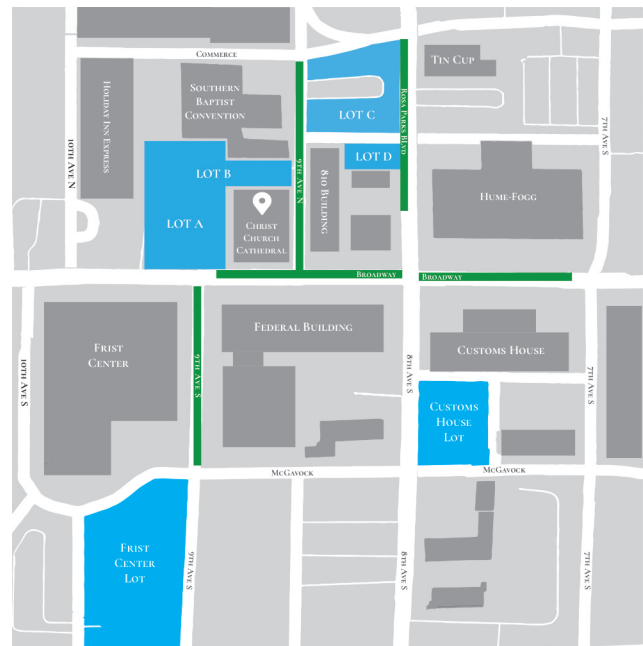 Commerce
Tin Cup
Southern
Baptist
Convention
Holiday Inn Express
10th Ave N
9th Ave N
Rosa Parks Blvd
7th Ave S
Lot C
Lot B
Lot D
810 Building
Hume-Fogg
Lot A
Christ
Church
Cathedral
Broadway
Broadway
Federal Building
Frist
Center
Customs House
10th Ave S
9th Ave S
8th Ave S
7th Ave S
Customs
House
Lot
McGavock
McGavock
Frist
Center
Lot
9th Ave S
8th Ave S
7th Ave S